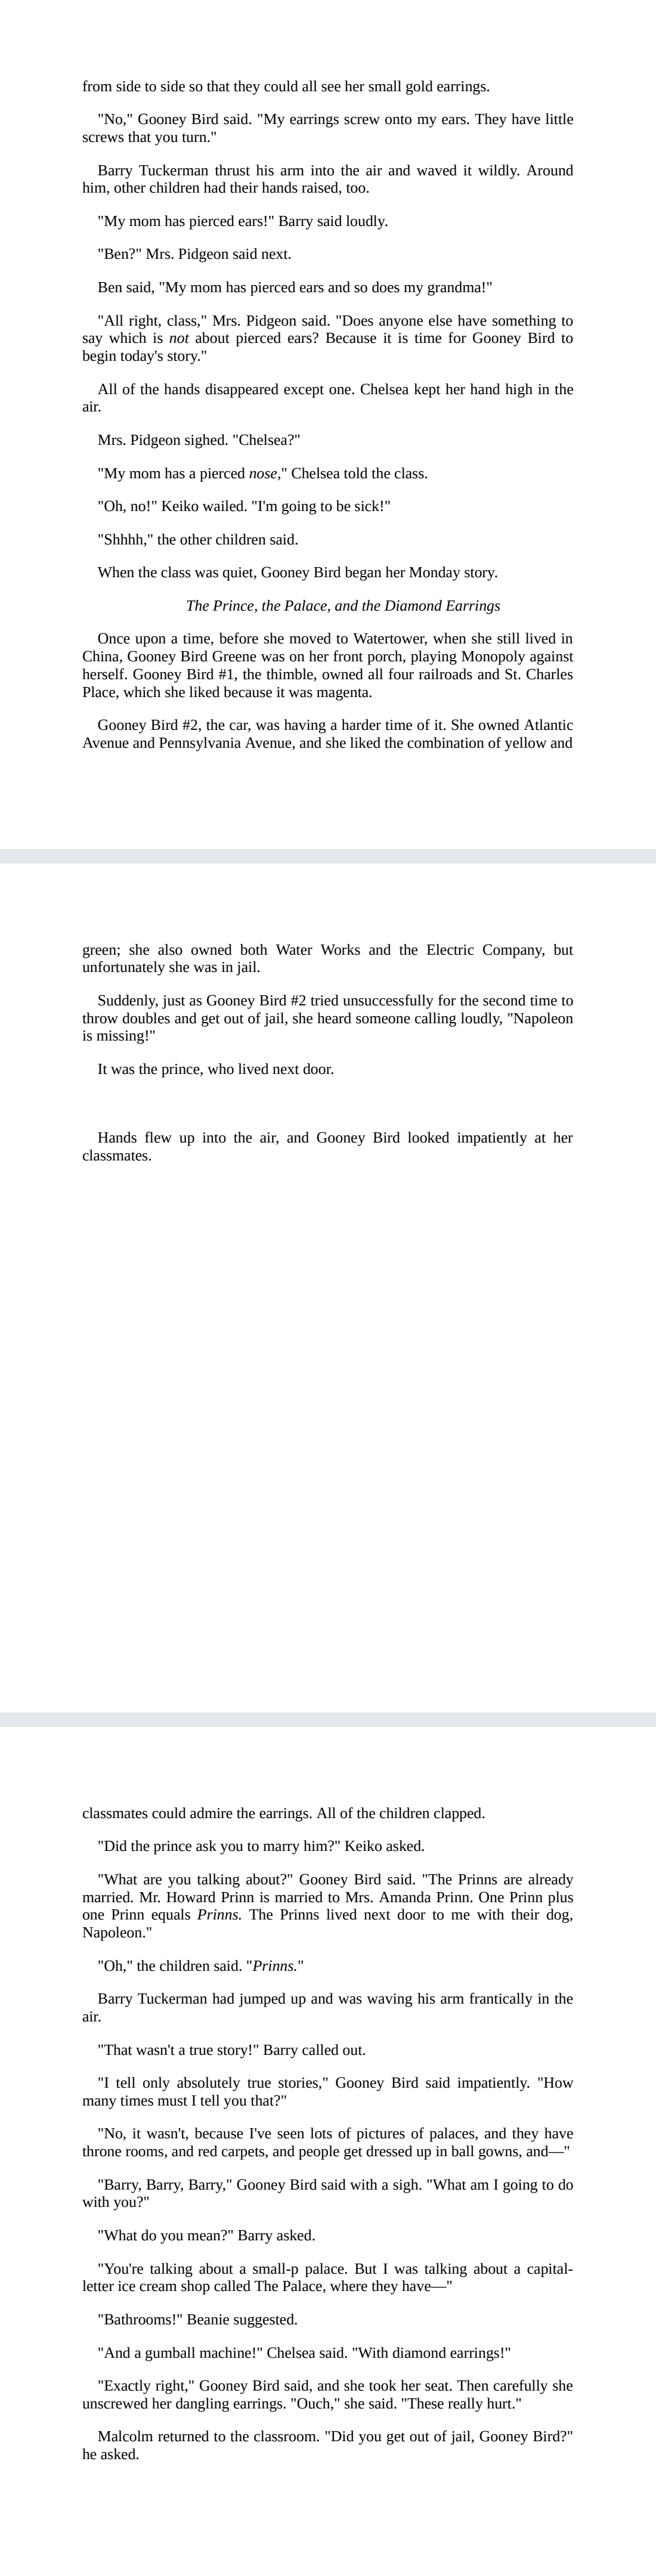 from side to side so that they could all see her small gold earrings.
"No," Gooney Bird said. "My earrings screw onto my ears. They have little
screws that you turn."
Barry Tuckerman thrust his arm into the air and waved it wildly. Around
him, other children had their hands raised, too.
"My mom has pierced ears!" Barry said loudly.
"Ben?" Mrs. Pidgeon said next.
Ben said, "My mom has pierced ears and so does my grandma!"
"All right, class," Mrs. Pidgeon said. "Does anyone else have something to
say which is not about pierced ears? Because it is time for Gooney Bird to
begin today's story."
All of the hands disappeared except one. Chelsea kept her hand high in the
air.
Mrs. Pidgeon sighed. "Chelsea?"
"My mom has a pierced nose," Chelsea told the class.
"Oh, no!" Keiko wailed. "I'm going to be sick!"
"Shhhh," the other children said.
When the class was quiet, Gooney Bird began her Monday story.
The Prince, the Palace, and the Diamond Earrings
Once upon a time, before she moved to Watertower, when she still lived in
China, Gooney Bird Greene was on her front porch, playing Monopoly against
herself. Gooney Bird #1, the thimble, owned all four railroads and St. Charles
Place, which she liked because it was magenta.
Gooney Bird #2, the car, was having a harder time of it. She owned Atlantic
Avenue and Pennsylvania Avenue, and she liked the combination of yellow and
green; she also owned both Water Works and the Electric Company, but
unfortunately she was in jail.
Suddenly, just as Gooney Bird #2 tried unsuccessfully for the second time to
throw doubles and get out of jail, she heard someone calling loudly, "Napoleon
is missing!"
It was the prince, who lived next door.
Hands flew up into the air, and Gooney Bird looked impatiently at her
classmates.
classmates could admire the earrings. All of the children clapped.
"Did the prince ask you to marry him?" Keiko asked.
"What are you talking about?" Gooney Bird said. "The Prinns are already
married. Mr. Howard Prinn is married to Mrs. Amanda Prinn. One Prinn plus
one Prinn equals Prinns. The Prinns lived next door to me with their dog,
Napoleon."
"Oh," the children said. "Prinns."
Barry Tuckerman had jumped up and was waving his arm frantically in the
air.
"That wasn't a true story!" Barry called out.
"I tell only absolutely true stories," Gooney Bird said impatiently. "How
many times must I tell you that?"
"No, it wasn't, because I've seen lots of pictures of palaces, and they have
throne rooms, and red carpets, and people get dressed up in ball gowns, and—"
"Barry, Barry, Barry," Gooney Bird said with a sigh. "What am I going to do
with you?"
"What do you mean?" Barry asked.
"You're talking about a small-p palace. But I was talking about a capital-
letter ice cream shop called The Palace, where they have—"
"Bathrooms!" Beanie suggested.
"And a gumball machine!" Chelsea said. "With diamond earrings!"
"Exactly right," Gooney Bird said, and she took her seat. Then carefully she
unscrewed her dangling earrings. "Ouch," she said. "These really hurt."
Malcolm returned to the classroom. "Did you get out of jail, Gooney Bird?"
he asked.